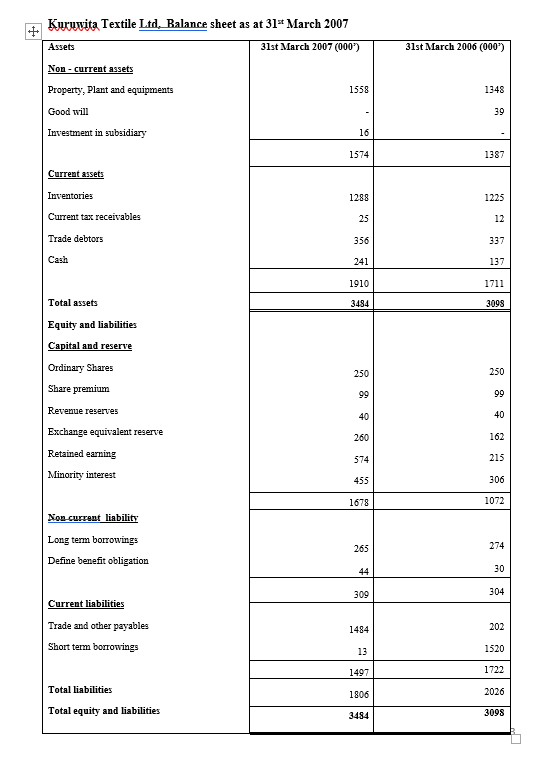 Kuruwita Textile Ltd, Balance sheet as at 31st March 2007
Assets 31st March 2007 (000’) 31st March 2006 (000’)
Non - current assets
Property, Plant and equipments 1558 1348
Good will - 39
Investment in subsidiary 16 -
1574 1387
Current assets
Inventories 1288 1225
Current tax receivables 25 12
Trade debtors 356 337
Cash 241 137
1910 1711
Total assets 3484 3098
Equity and liabilities
Capital and reserve
Ordinary Shares 250 250
Share premium 99 99
Revenue reserves 40 40
Exchange equivalent reserve 260 162
Retained earning 574 215
Minority interest 455 306
1678 1072
Non-current liability
Long term borrowings 265 274
Define benefit obligation 44 30
309 304
Current liabilities
Trade and other payables 1484 202
Short term borrowings 13 1520
1497 1722
Total liabilities 1806 2026
Total equity and liabilities 3484 3098